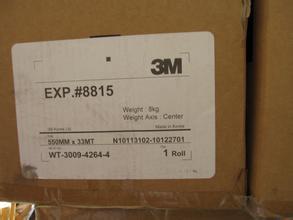 3M
EXP.#8815
Weight : 8kg
Weight Axis : Center
Made in Korea
550MM x 33MT N10113102-10122701
WT-3009-4264-4 1 Roll